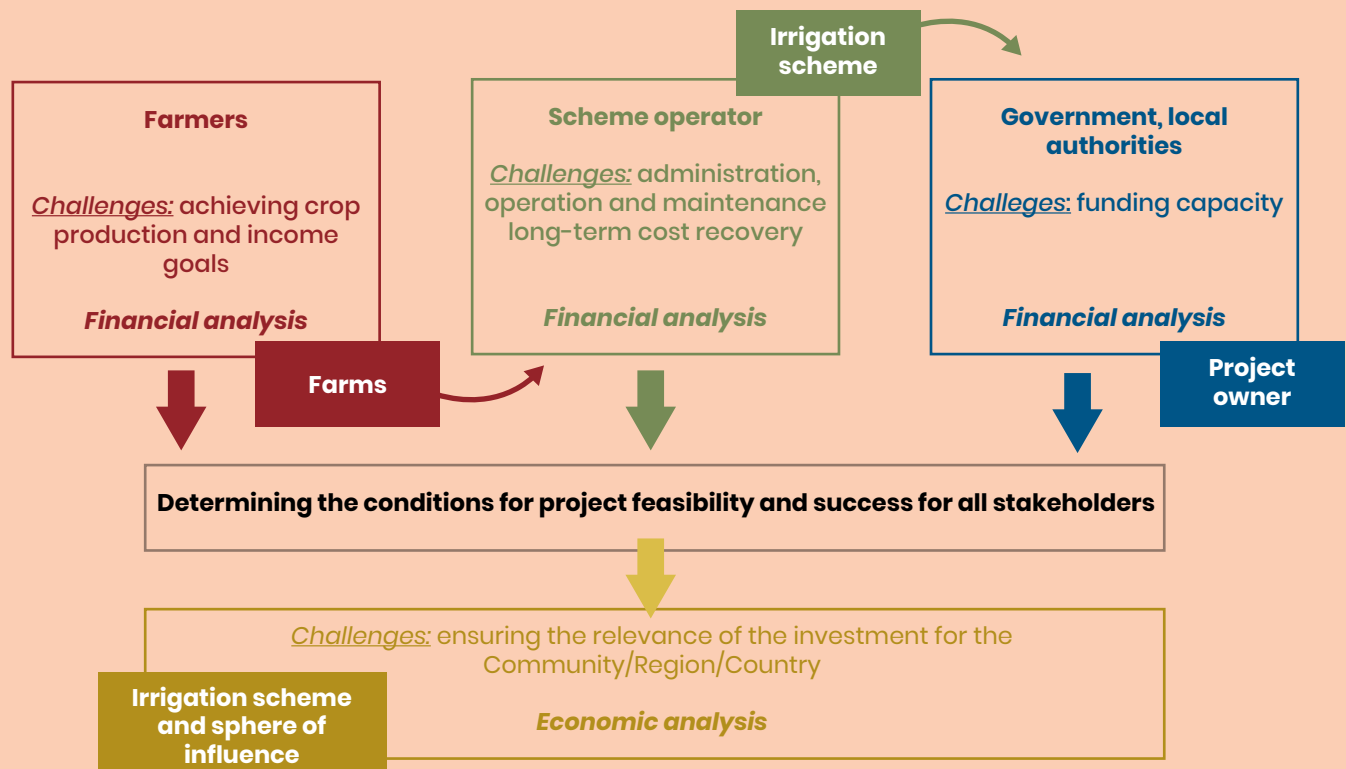 Irrigation
scheme
Farmers
Challenges: achieving crop
production and income
goals
Financial analysis
Farms
Scheme operator
Challenges: administration,
operation and maintenance
long-term cost recovery
Financial analysis
Government, local
authorities
Challeges: funding capacity
Financial analysis
Project
owner
Determining the conditions for project feasibility and success for all stakeholders
Challenges: ensuring the relevance of the investment for the
Community/Region/Country
Economic analysis
Irrigation scheme
and sphere of
influence